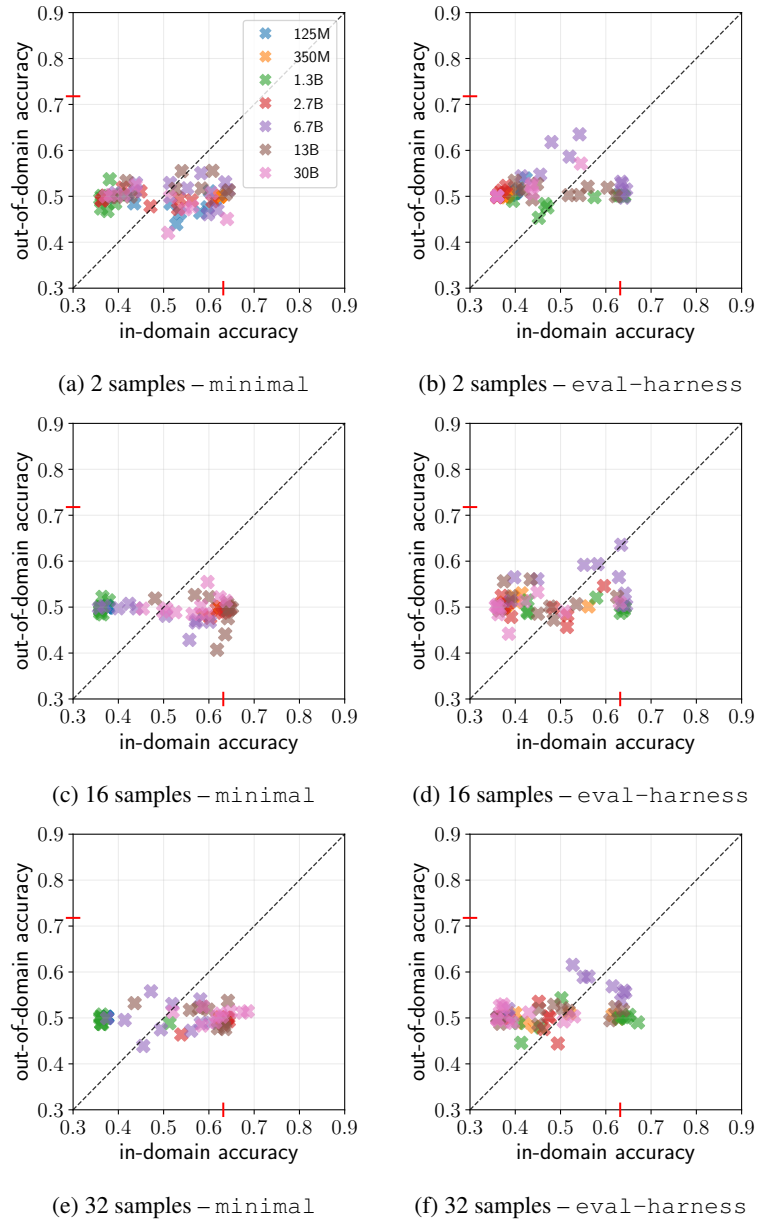 0.9
0.8
0.7
0.6
0.5
0.4
0.3
out-of-domain accuracy
125M
350M
1.3B
2.7B
6.7B
13B
30B
0.3 0.4 0.5 0.6 0.7 0.8 0.9
in-domain accuracy
(a) 2 samples – minimal
0.9
0.8
0.7
0.6
0.5
0.4
0.3
out-of-domain accuracy
0.3 0.4 0.5 0.6 0.7 0.8 0.9
in-domain accuracy
(b) 2 samples – eval-harness
0.9
0.8
0.7
0.6
0.5
0.4
0.3
out-of-domain accuracy
0.3 0.4 0.5 0.6 0.7 0.8 0.9
in-domain accuracy
(c) 16 samples – minimal
0.9
0.8
0.7
0.6
0.5
0.4
0.3
out-of-domain accuracy
0.3 0.4 0.5 0.6 0.7 0.8 0.9
in-domain accuracy
(d) 16 samples – eval-harness
0.9
0.8
0.7
0.6
0.5
0.4
0.3
out-of-domain accuracy
0.3 0.4 0.5 0.6 0.7 0.8 0.9
in-domain accuracy
(e) 32 samples – minimal
0.9
0.8
0.7
0.6
0.5
0.4
0.3
out-of-domain accuracy
0.3 0.4 0.5 0.6 0.7 0.8 0.9
in-domain accuracy
(f) 32 samples – eval-harness